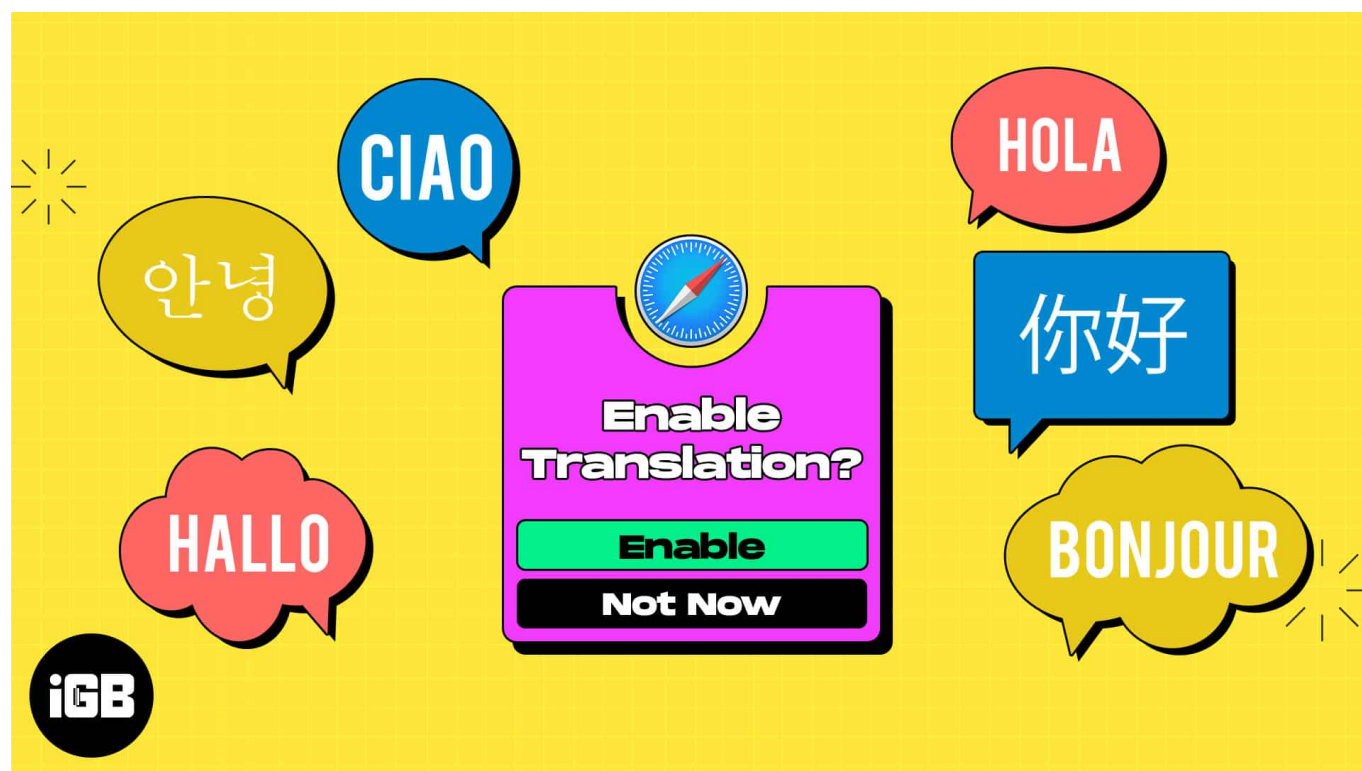 CIAO
HOLA
안녕
你好
Enable
Translation?
HALLO
BONJOUR
Enable
Not Now
iGB